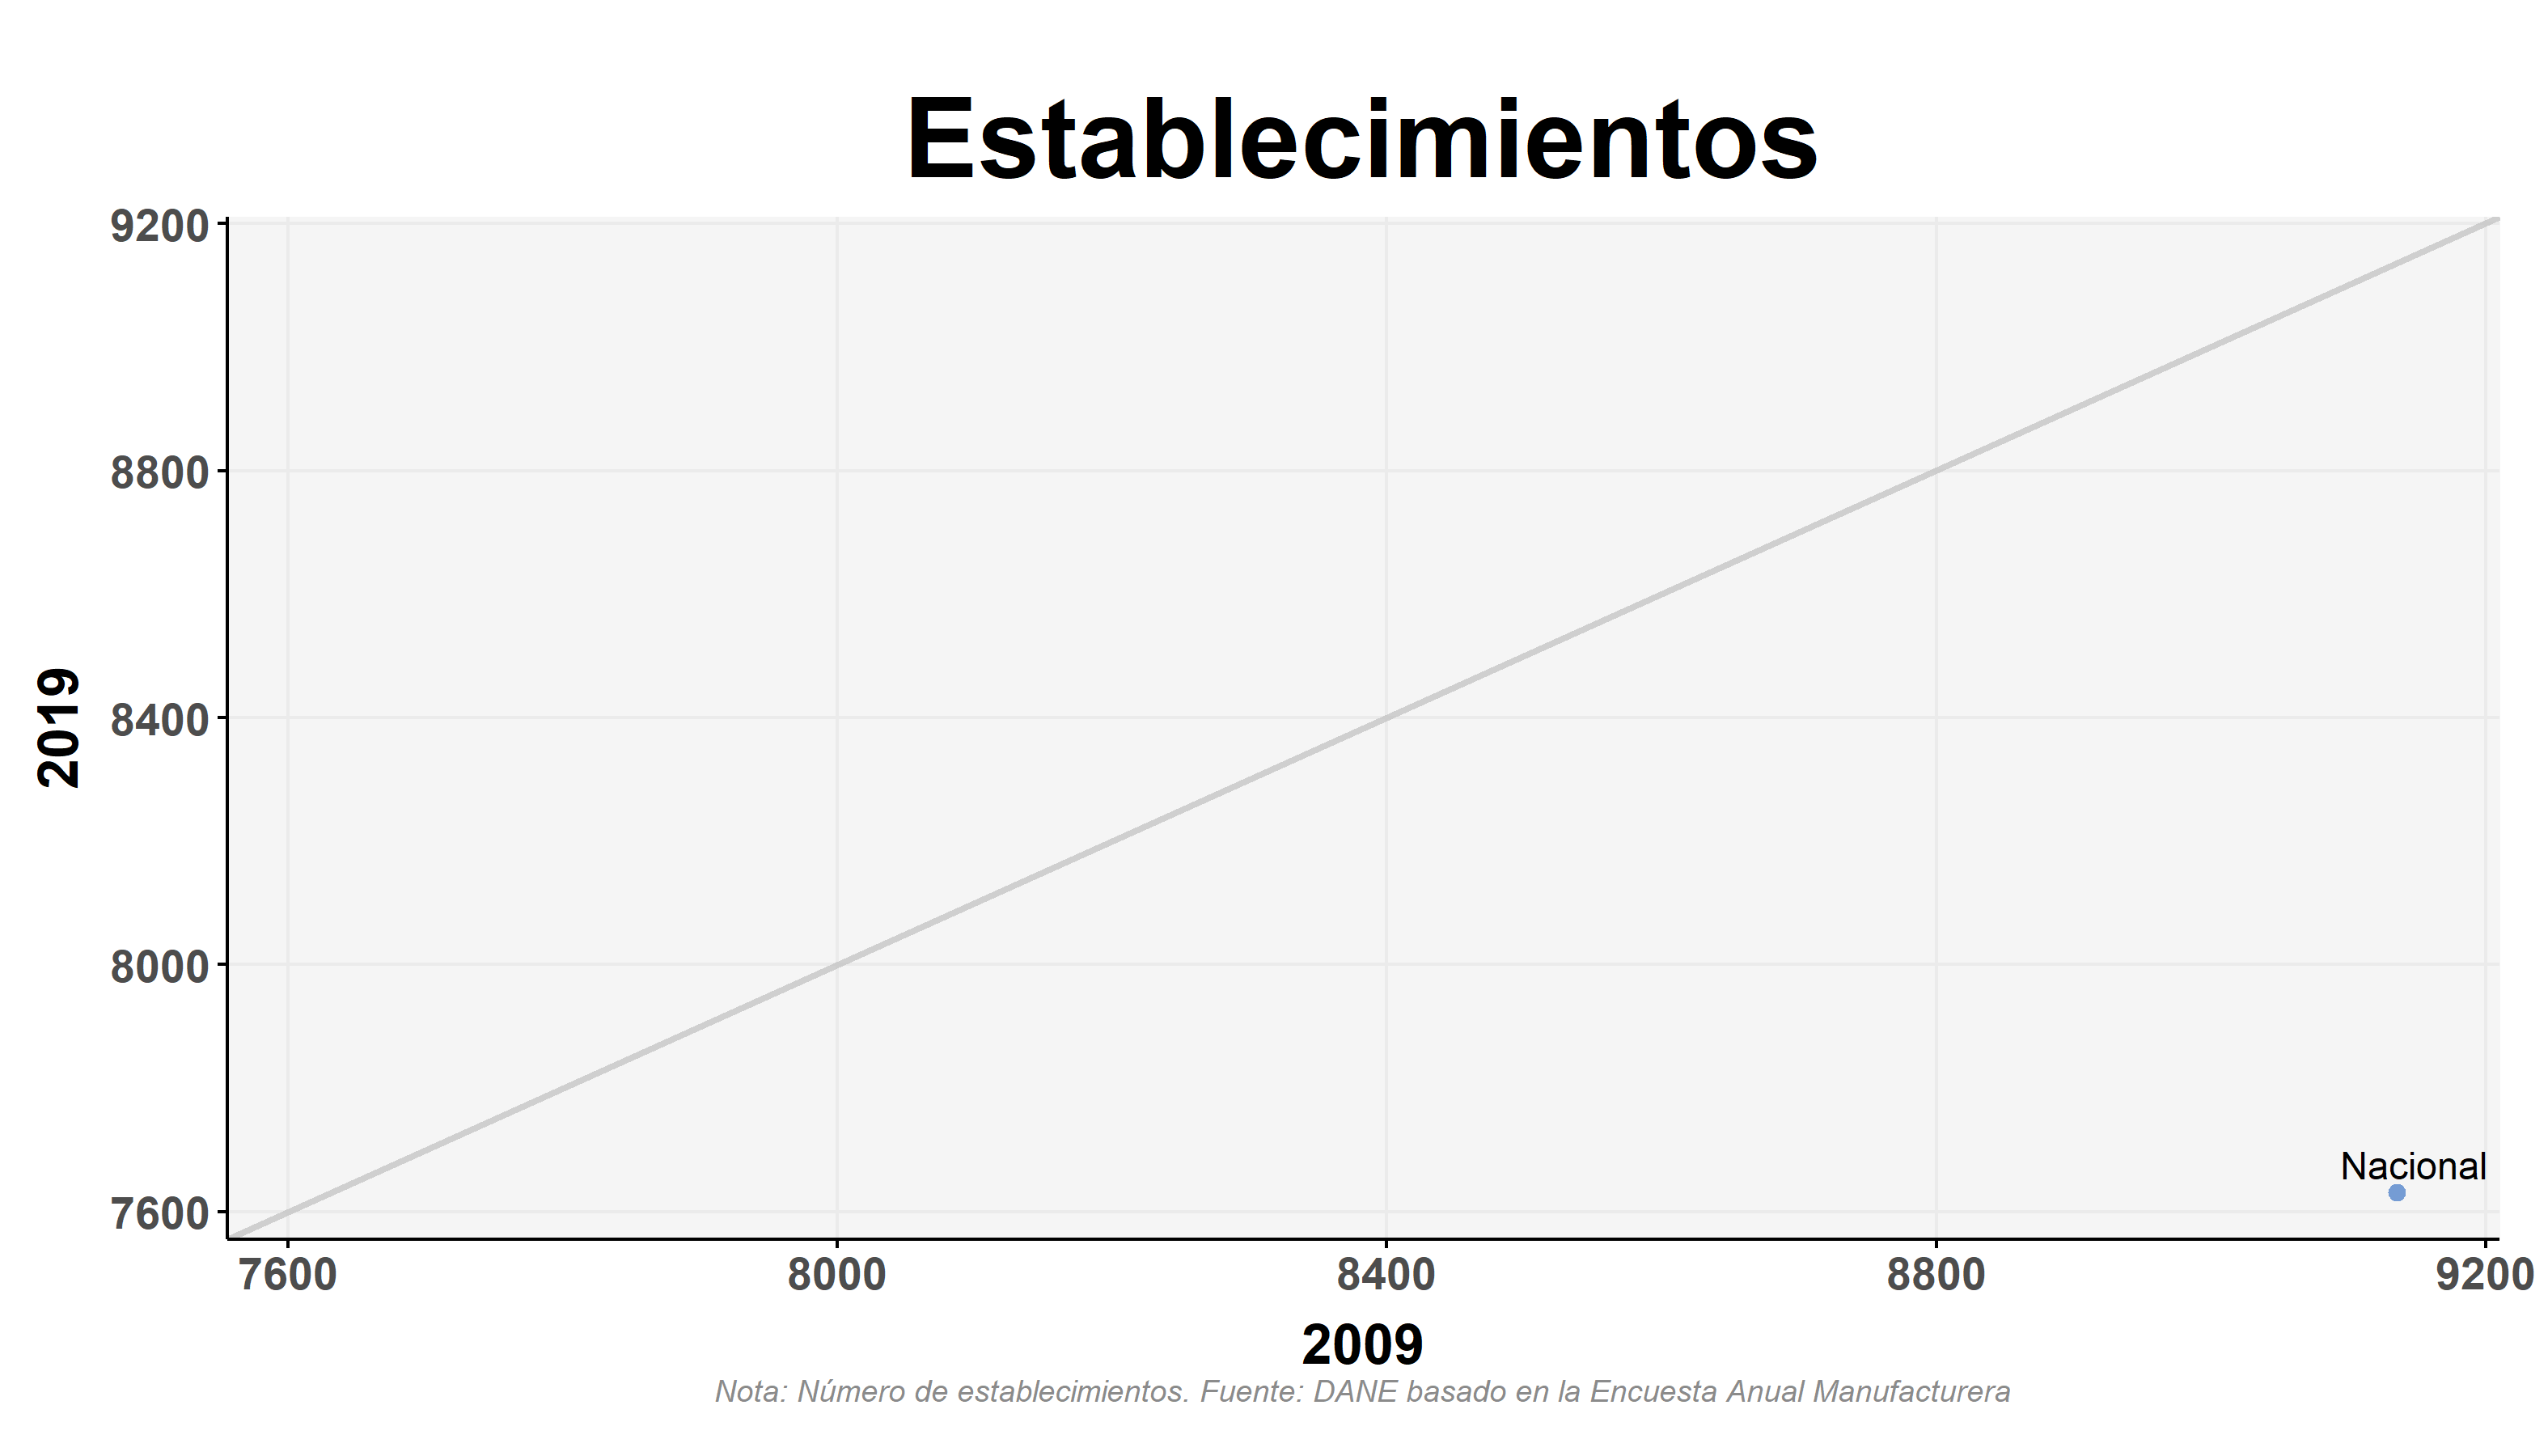 Establecimientos
9200
8800
8400
8000
7600
2019
Nacional
7600 8000 8400 8800 9200
2009
Nota: Número de establecimientos. Fuente: DANE basado en la Encuesta Anual Manufacturera